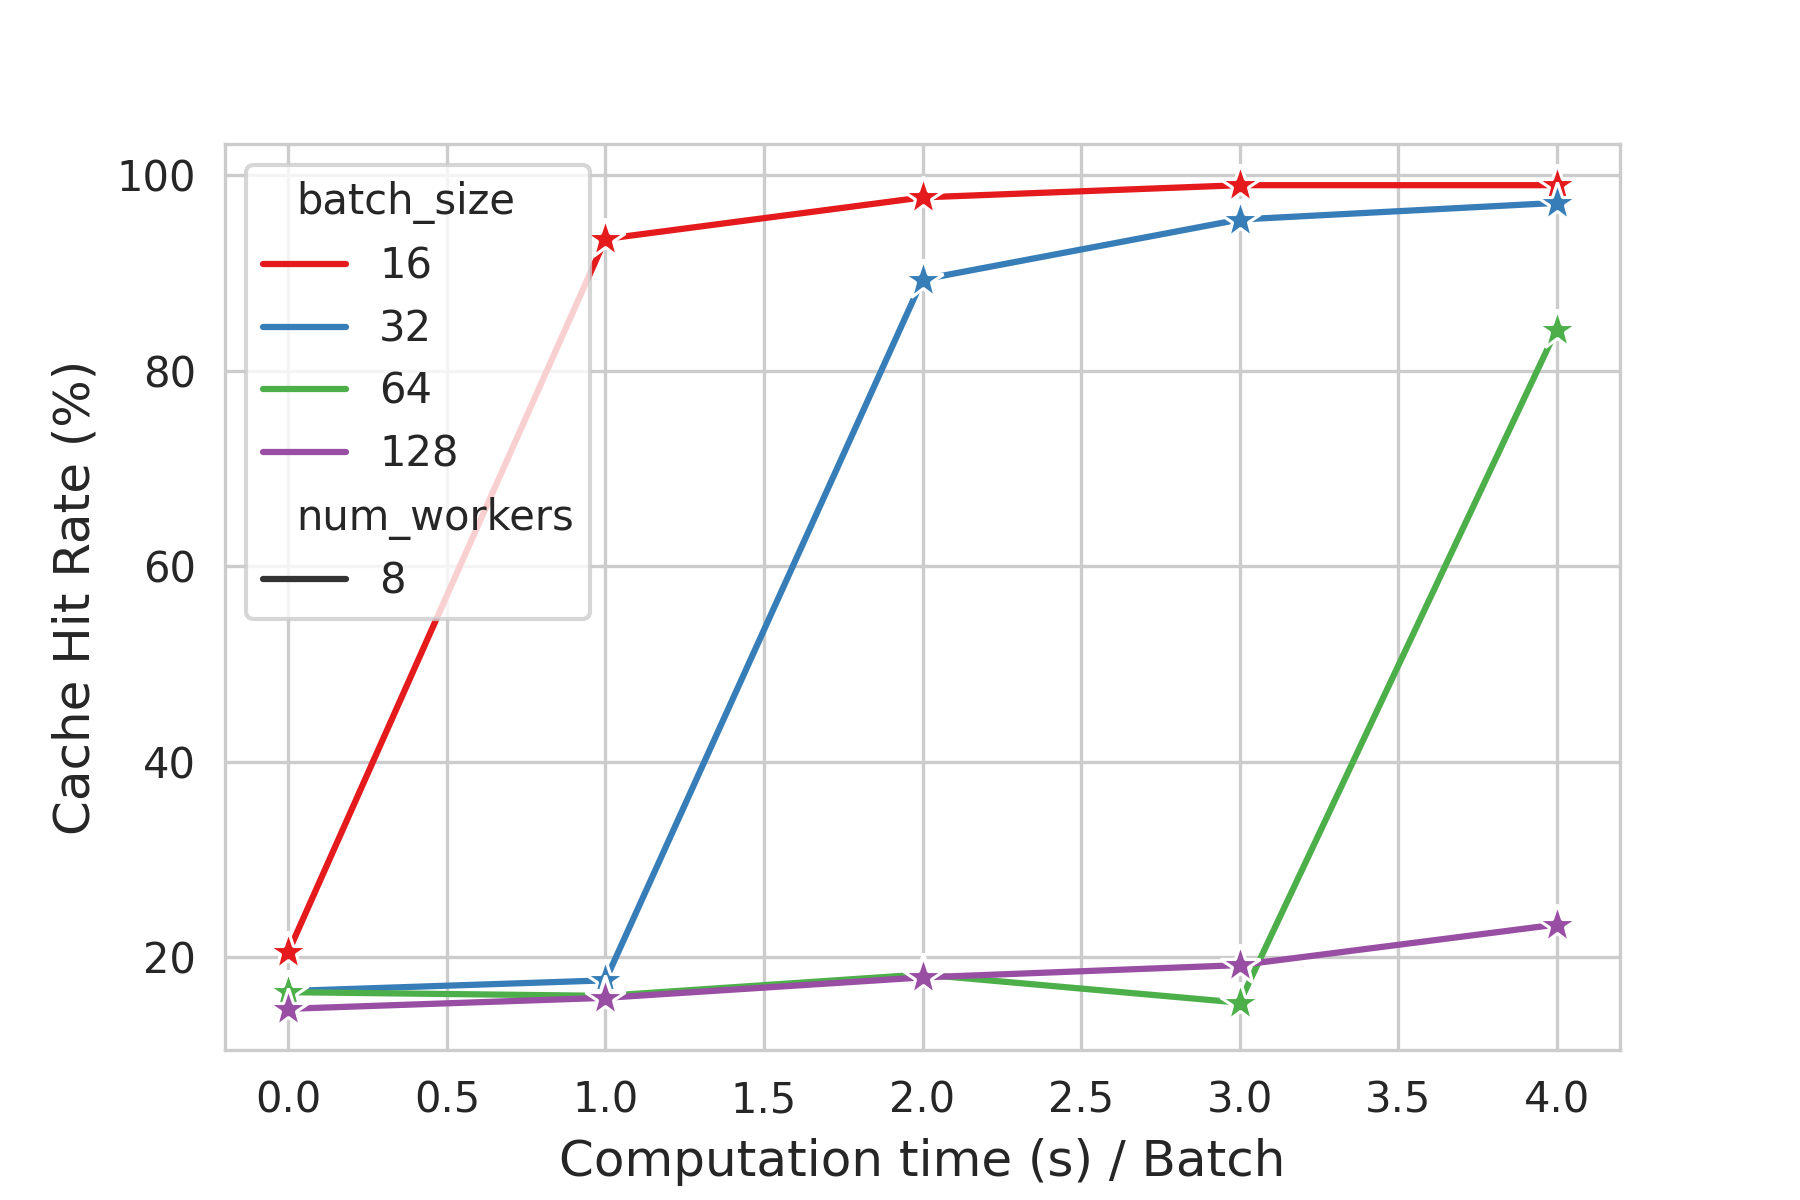 batch_size
16
32
64
128
num_workers
8
100
80
60
40
20
Cache Hit Rate (%)
0.0 0.5 1.0 1.5 2.0 2.5 3.0 3.5 4.0
Computation time (s) / Batch